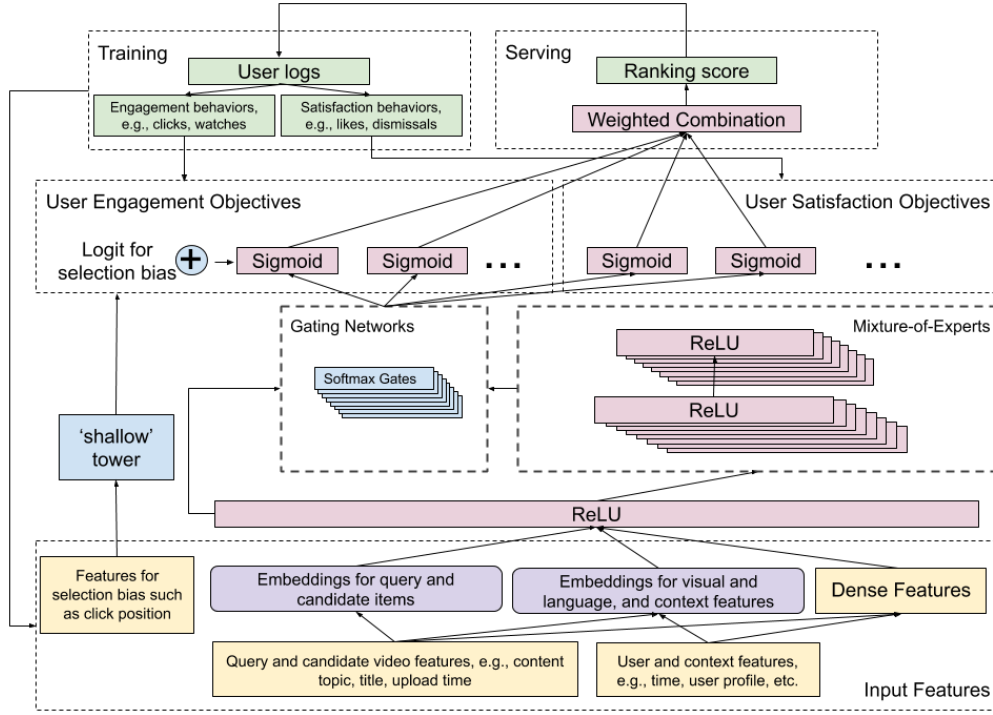 Training
User logs
Engagement behaviors,
e.g., clicks, watches
Satisfaction behaviors,
e.g., likes, dismissals
Serving
Ranking score
Weighted Combination
User Engagement Objectives
Logit for
selection bias
+
Sigmoid
Sigmoid
...
User Satisfaction Objectives
Sigmoid
Sigmoid
...
Gating Networks
Softmax Gates
Mixture-of-Experts
ReLU
ReLU
‘shallow’
tower
ReLU
Features for
selection bias such
as click position
Embeddings for query and
candidate items
Embeddings for visual and
language, and context features
Dense Features
Query and candidate video features, e.g., content
topic, title, upload time
User and context features,
e.g., time, user profile, etc.
Input Features